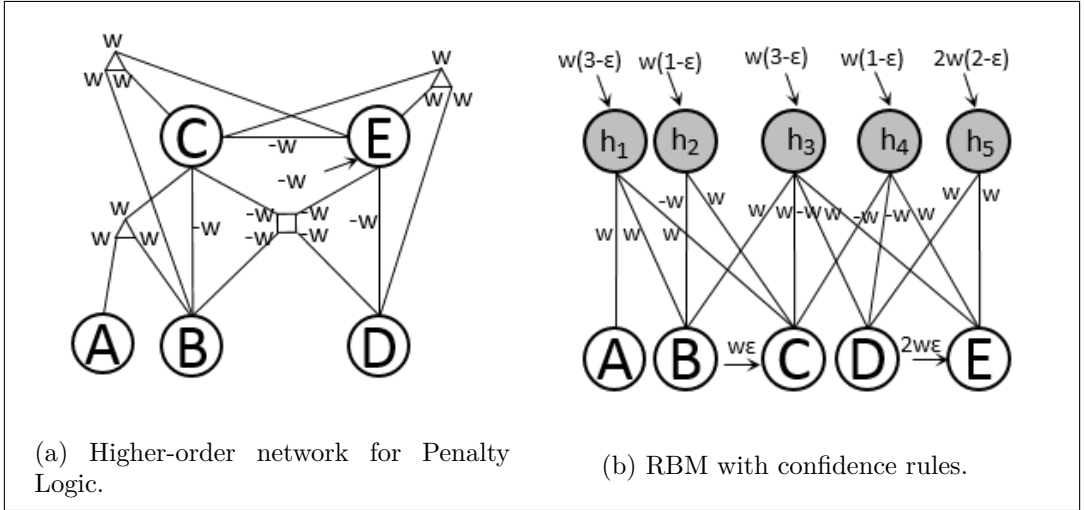 w
w w
w
w w
C
E
-w
-w
w
w w
-w
-w -w
-w -w
-w
A
B
D
w(3-ε) w(1-ε) w(3-ε) w(1-ε) 2w(2-ε)
h1 h2 h3 h4 h5
w w -w w w w w -w w -w -w w w w
A B wε C D 2wε E
(a) Higher-order network for Penalty
Logic.
(b) RBM with confidence rules.